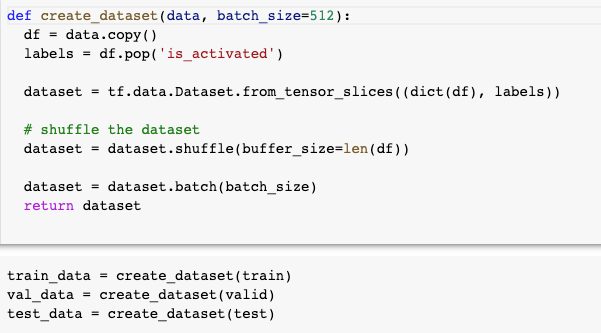 def create_dataset(data, batch_size=512):
  df = data.copy()
  labels = df.pop('is_activated')
  dataset = tf.data.Dataset.from_tensor_slices((dict(df), labels))
  # shuffle the dataset
  dataset = dataset.shuffle(buffer_size=len(df))
  dataset = dataset.batch(batch_size)
  return dataset
train_data = create_dataset(train)
val_data = create_dataset(valid)
test_data = create_dataset(test)